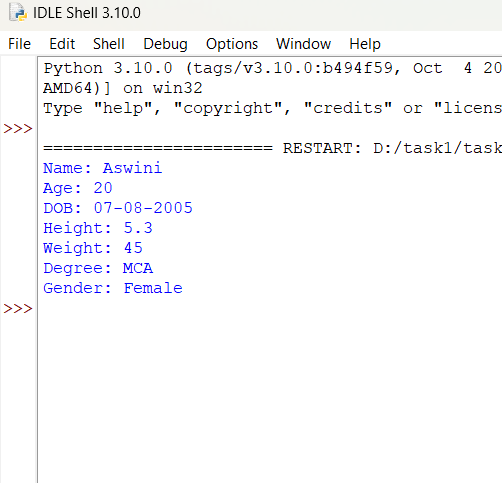 IDLE Shell 3.10.0
File Edit Shell Debug Options Window Help
Python 3.10.0 (tags/v3.10.0:b494f59, Oct  4 20
AMD64)] on win32
Type "help", "copyright", "credits" or "licens
>>>
======================= RESTART: D:/task1/task
Name: Aswini
Age: 20
DOB: 07-08-2005
Height: 5.3
Weight: 45
Degree: MCA
Gender: Female
>>>